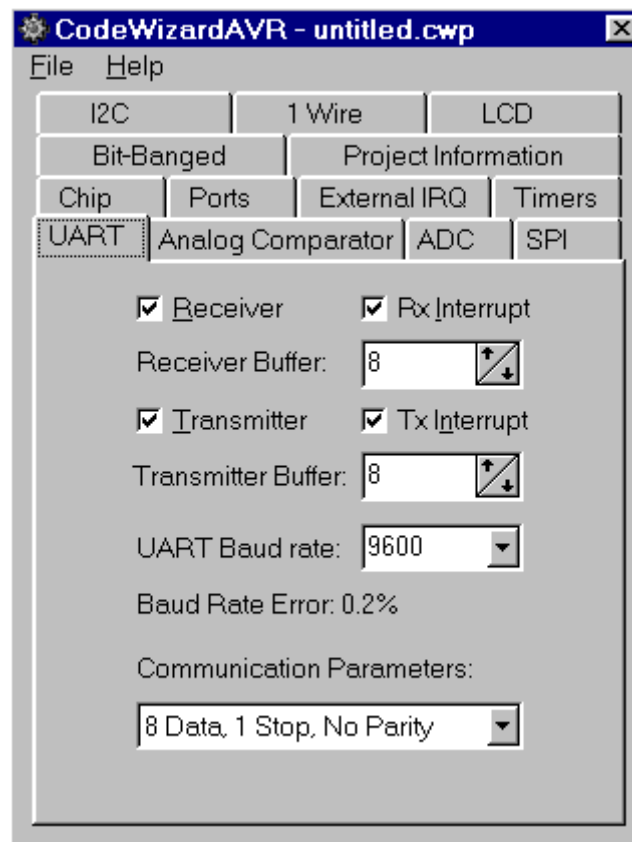 CodeWizardAVR - untitled.cwp
File Help
I2C 1 Wire LCD
Bit-Banged Project Information
Chip Ports External IRQ Timers
UART Analog Comparator ADC SPI
Receiver Rx Interrupt
Receiver Buffer: 8
Transmitter Tx Interrupt
Transmitter Buffer: 8
UART Baud rate: 9600
Baud Rate Error: 0.2%
Communication Parameters:
8 Data, 1 Stop, No Parity